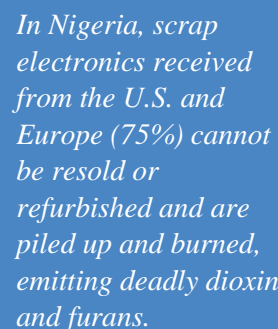 In Nigeria, scrap
electronics received
from the U.S. and
Europe (75%) cannot
be resold or
refurbished and are
piled up and burned,
emitting deadly dioxin
and furans.